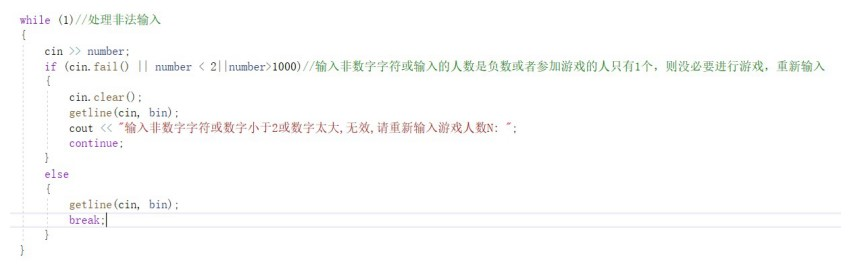 while (1)//处理非法输入
{
cin >> number;
if (cin.fail() || number < 2||number>1000)//输入非数字字符或输入的人数是负数或者参加游戏的人只有1个，则没必要进行游戏，重新输入
{
cin.clear();
getline(cin, bin);
cout << "输入非数字字符或数字小于2或数字太大,无效,请重新输入游戏人数N: ";
continue;
}
else
{
getline(cin, bin);
break;
}
}